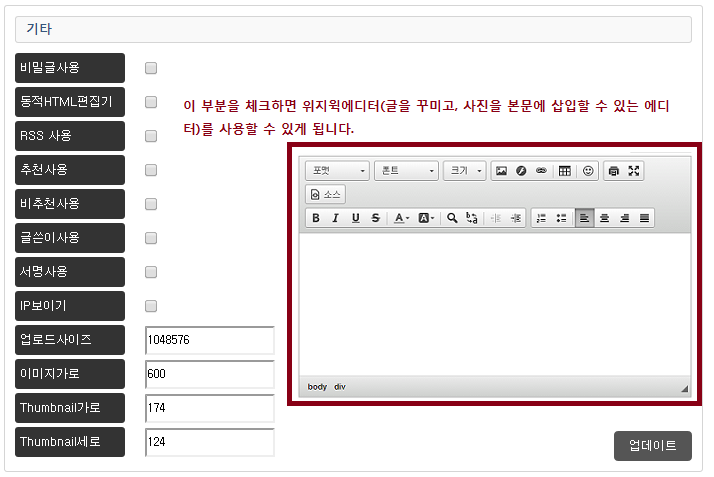 기타
비밀글사용
동적HTML편집기
이 부분을 체크하면 위지윅에디터(글을 꾸미고, 사진을 본문에 삽입할 수 있는 에디
터)를 사용할 수 있게 됩니다.
RSS 사용
추천사용
비추천사용
글쓴이사용
서명사용
IP보이기
업로드사이즈 1048576
이미지가로 600
Thumbnail가로 174
Thumbnail세로 124
포맷 폰트 크기
소스
B I U S A A
body div
업데이트